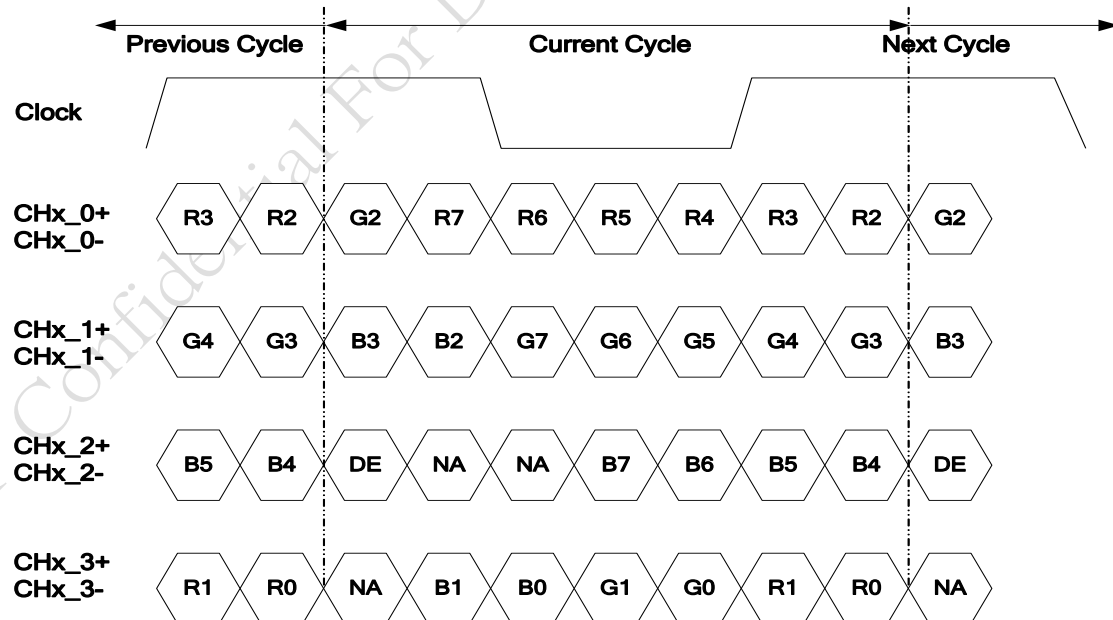 Previous Cycle Current Cycle Next Cycle
Clock
CHx_0+
CHx_0-
R3 R2 G2 R7 R6 R5 R4 R3 R2 G2
CHx_1+
CHx_1-
G4 G3 B3 B2 G7 G6 G5 G4 G3 B3
CHx_2+
CHx_2-
B5 B4 DE NA NA B7 B6 B5 B4 DE
CHx_3+
CHx_3-
R1 R0 NA B1 B0 G1 G0 R1 R0 NA
Confidential For